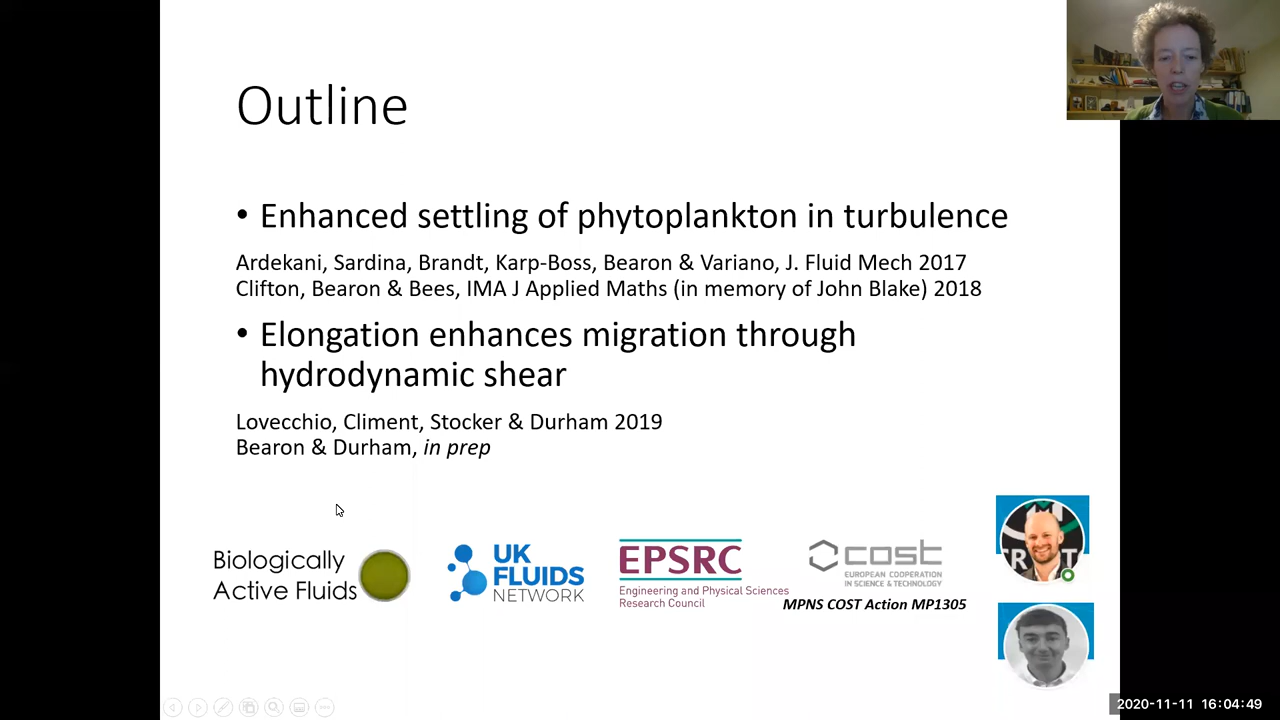 Outline
• Enhanced settling of phytoplankton in turbulence
Ardekani, Sardina, Brandt, Karp-Boss, Bearon & Variano, J. Fluid Mech 2017
Clifton, Bearon & Bees, IMA J Applied Maths (in memory of John Blake) 2018
• Elongation enhances migration through
hydrodynamic shear
Lovecchio, Climent, Stocker & Durham 2019
Bearon & Durham, in prep
Biologically
Active Fluids
UK
FLUIDS
NETWORK
EPSRC
Engineering and Physical Sciences
Research Council
cost
EUROPEAN COOPERATION
IN SCIENCE & TECHNOLOGY
MPNS COST Action MP1305
2020-11-11 16:04:49